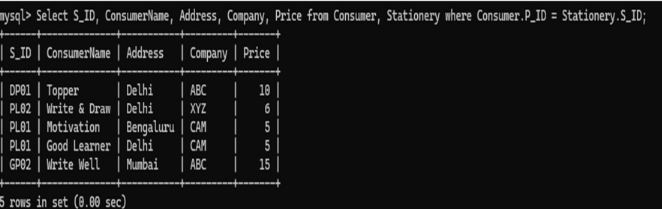 mysql> Select S_ID, ConsumerName, Address, Company, Price from Consumer, Stationery where Consumer.P_ID = Stationery.S_ID;
+------+--------------+-----------+---------+-------+
| S_ID | ConsumerName | Address | Company | Price |
+------+--------------+-----------+---------+-------+
| DP01 | Topper | Delhi | ABC | 10 |
| PL02 | Write & Draw | Delhi | XYZ | 6 |
| PL01 | Motivation | Bengaluru | CAM | 5 |
| PL01 | Good Learner | Delhi | CAM | 5 |
| GP02 | Write Well | Mumbai | ABC | 15 |
+------+--------------+-----------+---------+-------+
5 rows in set (0.00 sec)